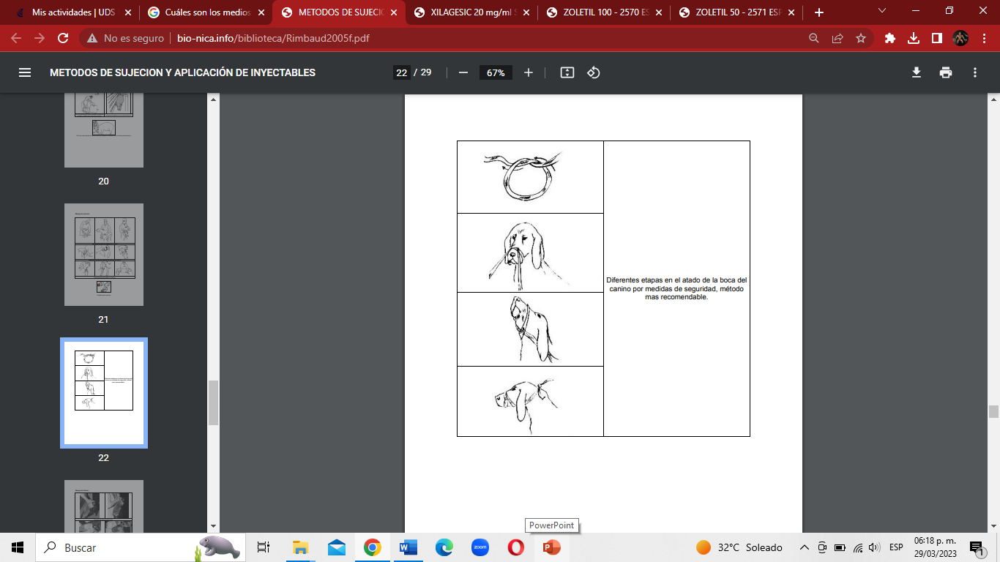 Mis actividades | UDS
Cuáles son los medios
METODOS DE SUJECIO
XILAGESIC 20 mg/ml S
ZOLETIL 100 - 2570 ES
ZOLETIL 50 - 2571 ESP
No es seguro
bio-nica.info/biblioteca/Rimbaud2005f.pdf
METODOS DE SUJECION Y APLICACIÓN DE INYECTABLES
22 / 29
67%
20
21
22
Diferentes etapas en el atado de la boca del
canino por medidas de seguridad, método
mas recomendable.
PowerPoint
Buscar
zoom
32°C Soleado
ESP
06:18 p. m.
29/03/2023
1